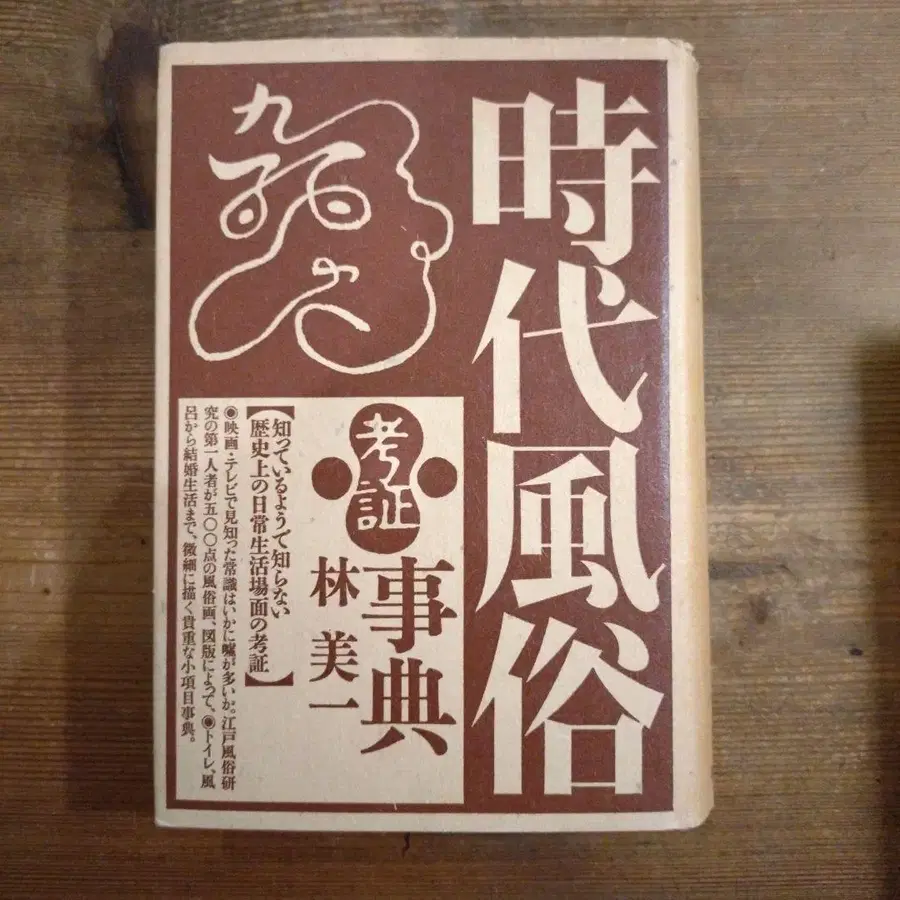 時代風俗
九
考証
事典
林 美一
【知っているようで知らない
歴史上の日常生活場面の考証】
◉映画・テレビで見知った常識はいかに嘘が多いか。江戸風俗研
究の第一人者が五〇〇点の風俗画、図版によって、◉トイレ、風
呂から結婚生活まで、微細に描く貴重な小項目事典。